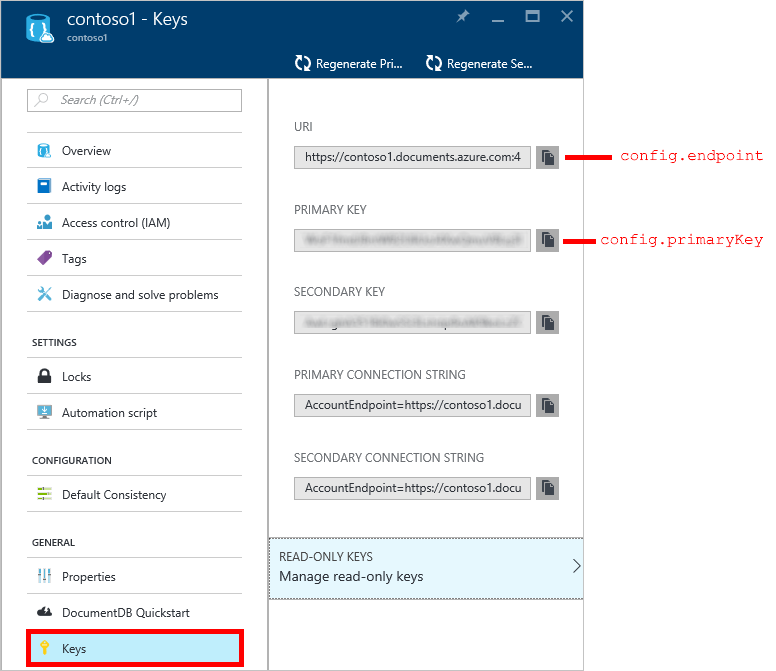 contoso1 - Keys
contoso1
Regenerate Pri...
Regenerate Se...
Search (Ctrl+/)
Overview
Activity logs
Access control (IAM)
Tags
Diagnose and solve problems
SETTINGS
Locks
Automation script
CONFIGURATION
Default Consistency
GENERAL
Properties
DocumentDB Quickstart
Keys
URI
https://contoso1.documents.azure.com:4
config.endpoint
PRIMARY KEY
config.primaryKey
SECONDARY KEY
PRIMARY CONNECTION STRING
AccountEndpoint=https://contoso1.docu
SECONDARY CONNECTION STRING
AccountEndpoint=https://contoso1.docu
READ-ONLY KEYS
Manage read-only keys